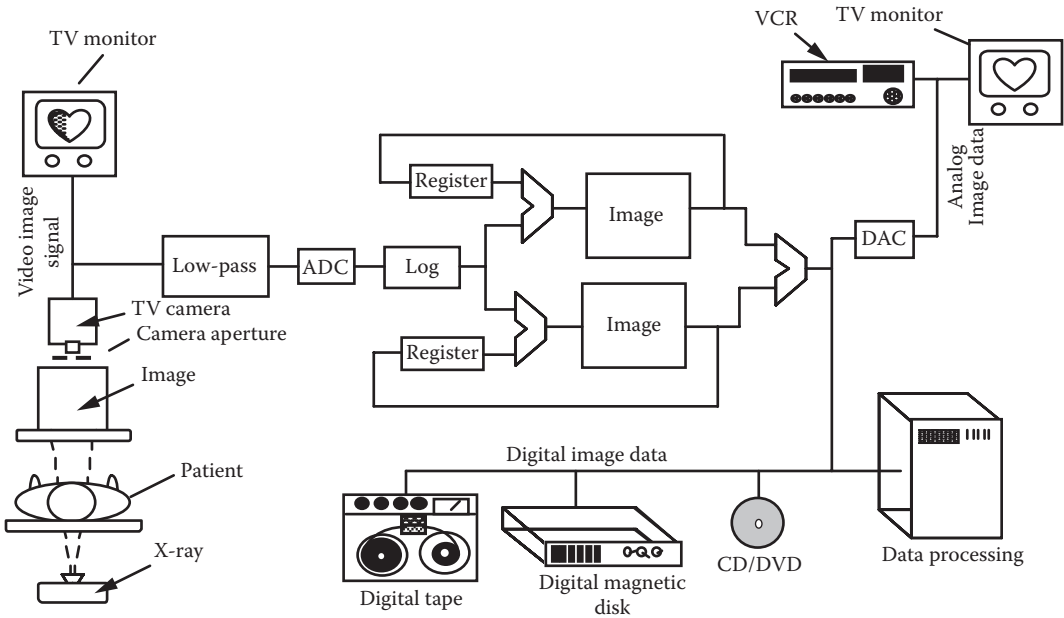 VCR
TV monitor
TV monitor
Video image
signal
Analog
Image data
Register
Image
Low-pass
ADC
Log
DAC
TV camera
Camera aperture
Register
Image
Image
Patient
Digital image data
X-ray
Digital tape
Digital magnetic
disk
CD/DVD
Data processing